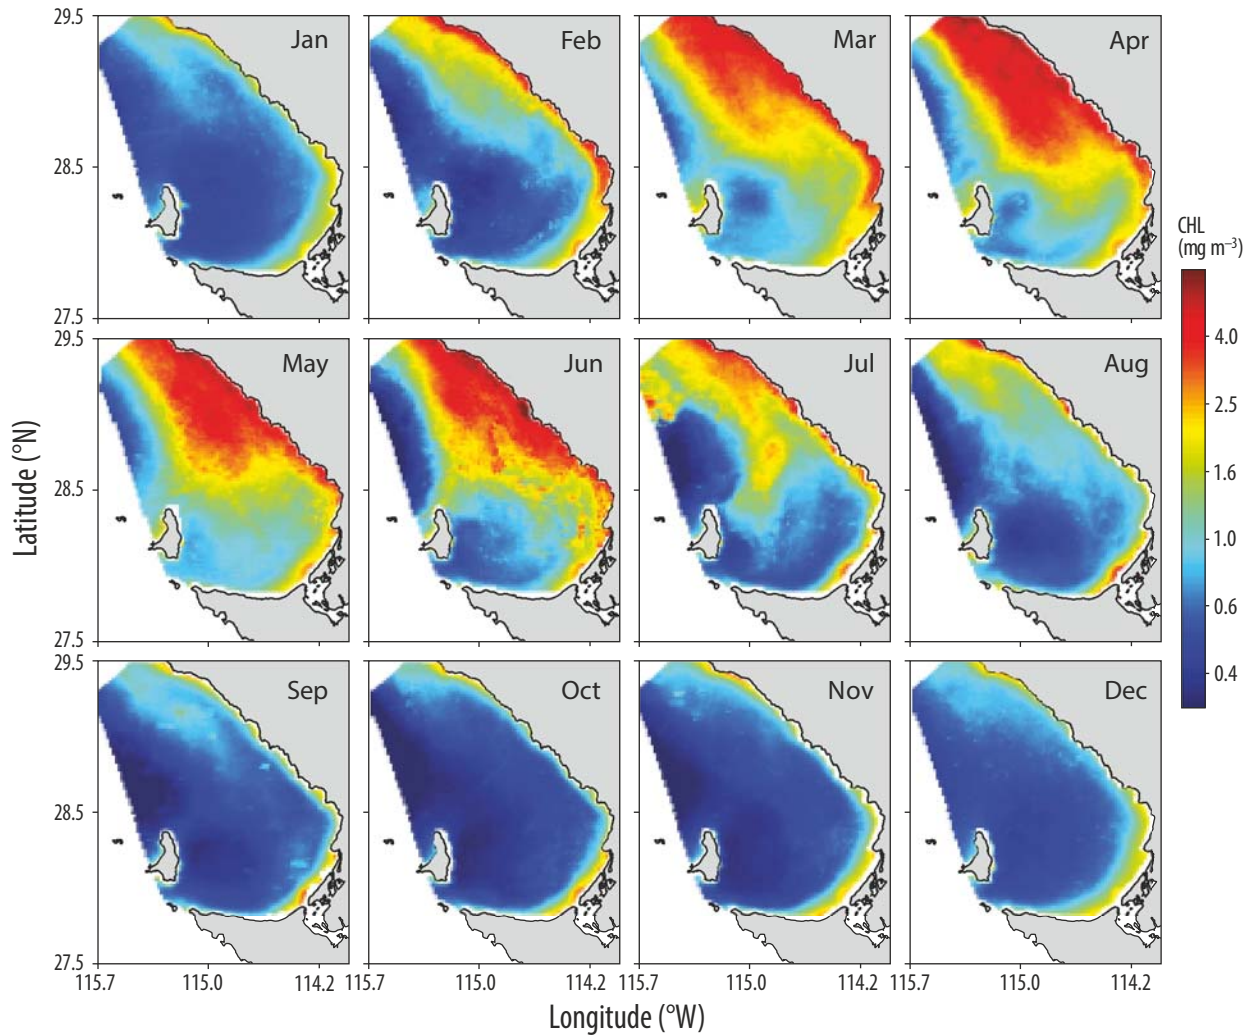 29.5
Jan
Feb
Mar
Apr
28.5
27.5
CHL
(mg m–3)
4.0
2.5
1.6
1.0
0.6
0.4
29.5
May
Jun
Jul
Aug
Latitude (°N)
28.5
27.5
29.5
Sep
Oct
Nov
Dec
28.5
27.5
115.7 115.0 114.2 115.7 115.0 114.2 115.7 115.0 114.2 115.7 115.0 114.2
Longitude (°W)